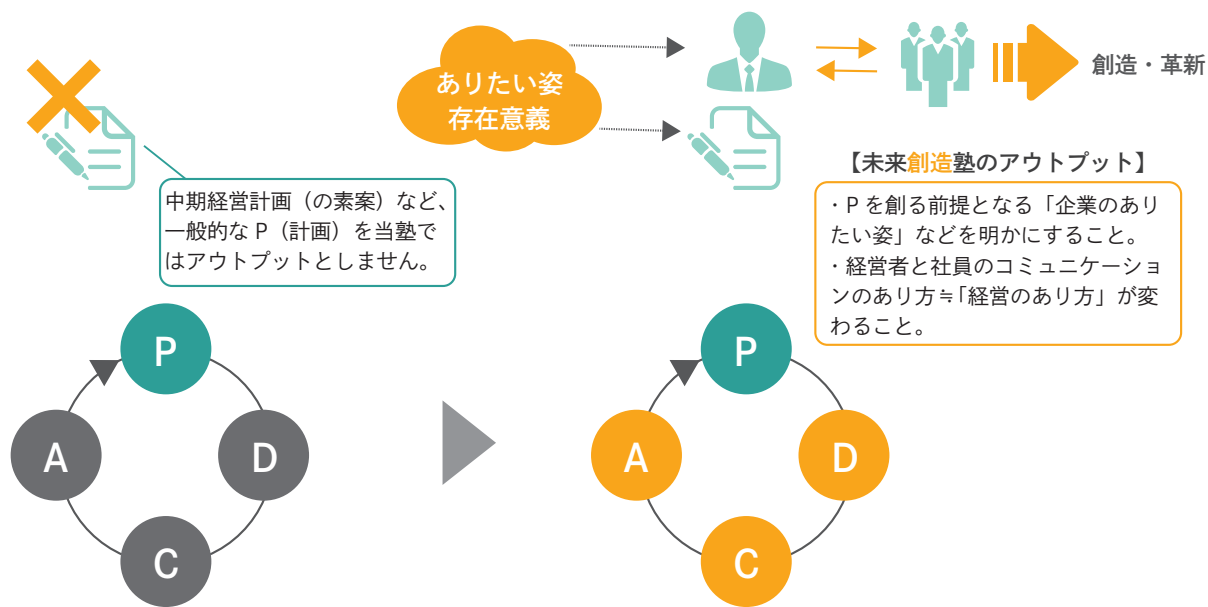 ありたい姿
存在意義
創造・革新
中期経営計画（の素案）など、
一般的な P（計画）を当塾で
はアウトプットとしません。
【未来創造塾のアウトプット】
・P を創る前提となる「企業のあり
たい姿」などを明かにすること。
・経営者と社員のコミュニケーショ
ンのあり方≒「経営のあり方」が変
わること。
P
A
D
C
P
A
D
C